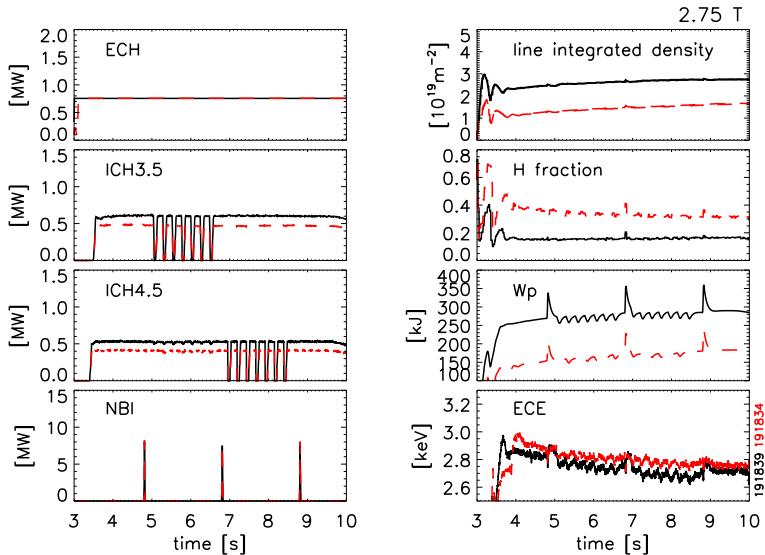 2.75 T
ECH
[MW]
2.0
1.5
1.0
0.5
0.0
ICH3.5
[MW]
1.5
1.0
0.5
0.0
ICH4.5
[MW]
1.5
1.0
0.5
0.0
NBI
[MW]
15
10
5
0
3 4 5 6 7 8 9 10
time [s]
line integrated density
[10¹⁹m⁻²]
5
4
3
2
1
0
H fraction
0.8
0.6
0.4
0.2
0.0
Wp
[kJ]
400
350
300
250
200
150
100
ECE
[keV]
3.0
2.8
2.6
3 4 5 6 7 8 9 10
time [s]
191839 191834